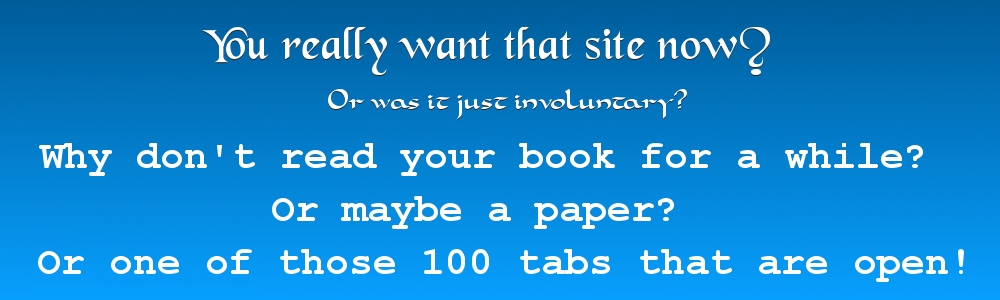 You really want that site now?
Or was it just involuntary?
Why don't read your book for a while?
Or maybe a paper?
Or one of those 100 tabs that are open!